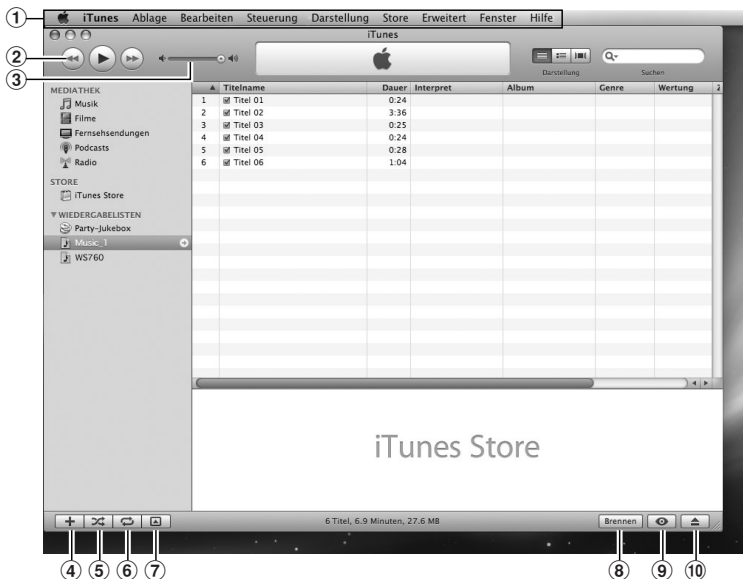 ① iTunes Ablage Bearbeiten Steuerung Darstellung Store Erweitert Fenster Hilfe
iTunes
②
③
Darstellung Suchen
MEDIATHEK
Musik
Filme
Fernsehsendungen
Podcasts
Radio
STORE
iTunes Store
WIEDERGABELISTEN
Party-Jukebox
Music_1
WS760
Titelname Dauer Interpret Album Genre Wertung Z
1 Titel 01 0:24
2 Titel 02 3:36
3 Titel 03 0:25
4 Titel 04 0:24
5 Titel 05 0:28
6 Titel 06 1:04
iTunes Store
6 Titel, 6.9 Minuten, 27.6 MB Brennen
④ ⑤ ⑥ ⑦ ⑧ ⑨ ⑩